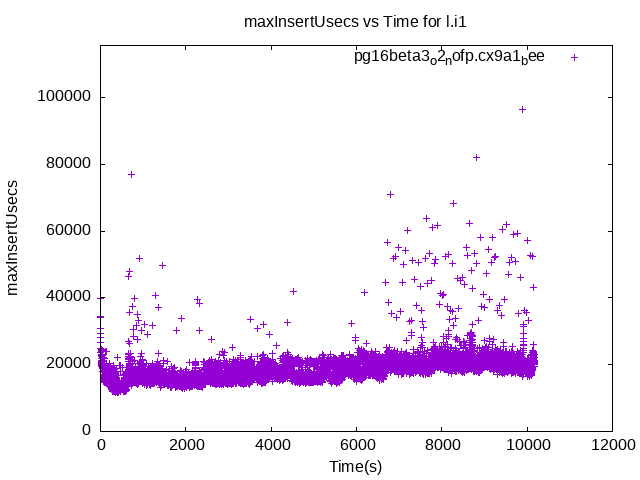 maxInsertUsecs vs Time for l.i1
pg16beta3o2nofp.cx9a1bee
100000
80000
60000
40000
20000
0
maxInsertUsecs
0 2000 4000 6000 8000 10000 12000
Time(s)